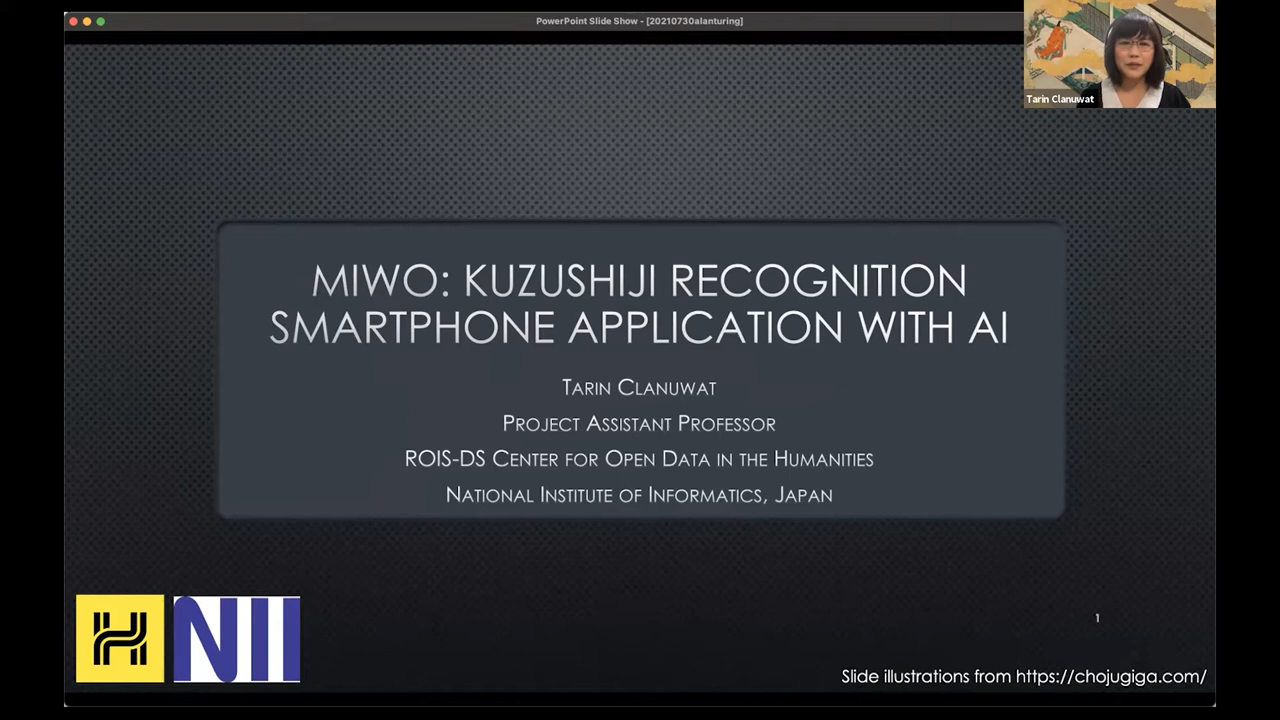 PowerPoint Slide Show - [20210730alanturing]
Tarin Clanuwat
MIWO: KUZUSHIJI RECOGNITION
SMARTPHONE APPLICATION WITH AI
TARIN CLANUWAT
PROJECT ASSISTANT PROFESSOR
ROIS-DS CENTER FOR OPEN DATA IN THE HUMANITIES
NATIONAL INSTITUTE OF INFORMATICS, JAPAN
H NII
1
Slide illustrations from https://chojugiga.com/